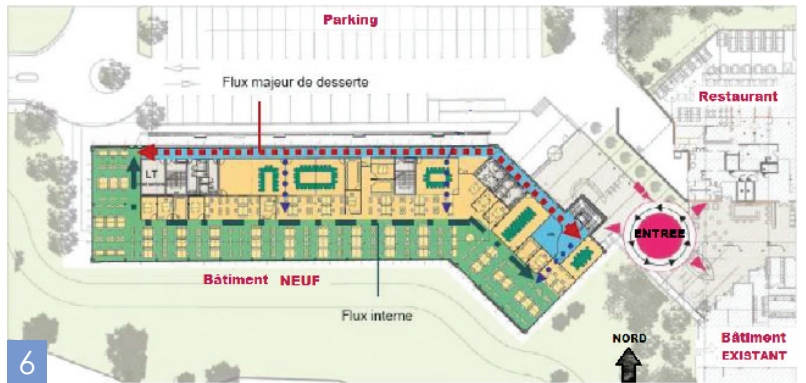 Parking
Flux majeur de desserte
Restaurant
LT
ENTREE
Bâtiment NEUF
Flux interne
NORD
Bâtiment
EXISTANT
6